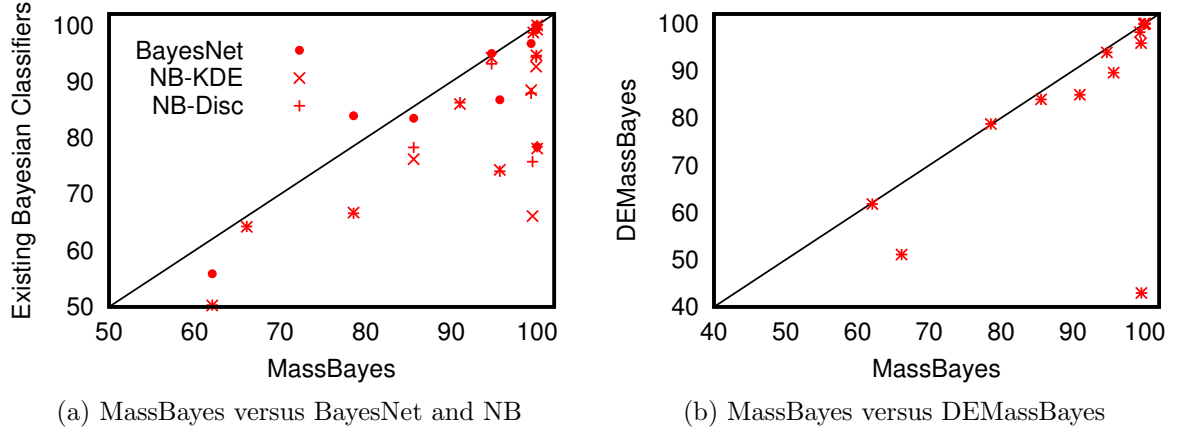 Existing Bayesian Classifiers
100
90
80
70
60
50
BayesNet
NB-KDE
NB-Disc
50 60 70 80 90 100
MassBayes
(a) MassBayes versus BayesNet and NB
DEMassBayes
100
90
80
70
60
50
40
40 50 60 70 80 90 100
MassBayes
(b) MassBayes versus DEMassBayes